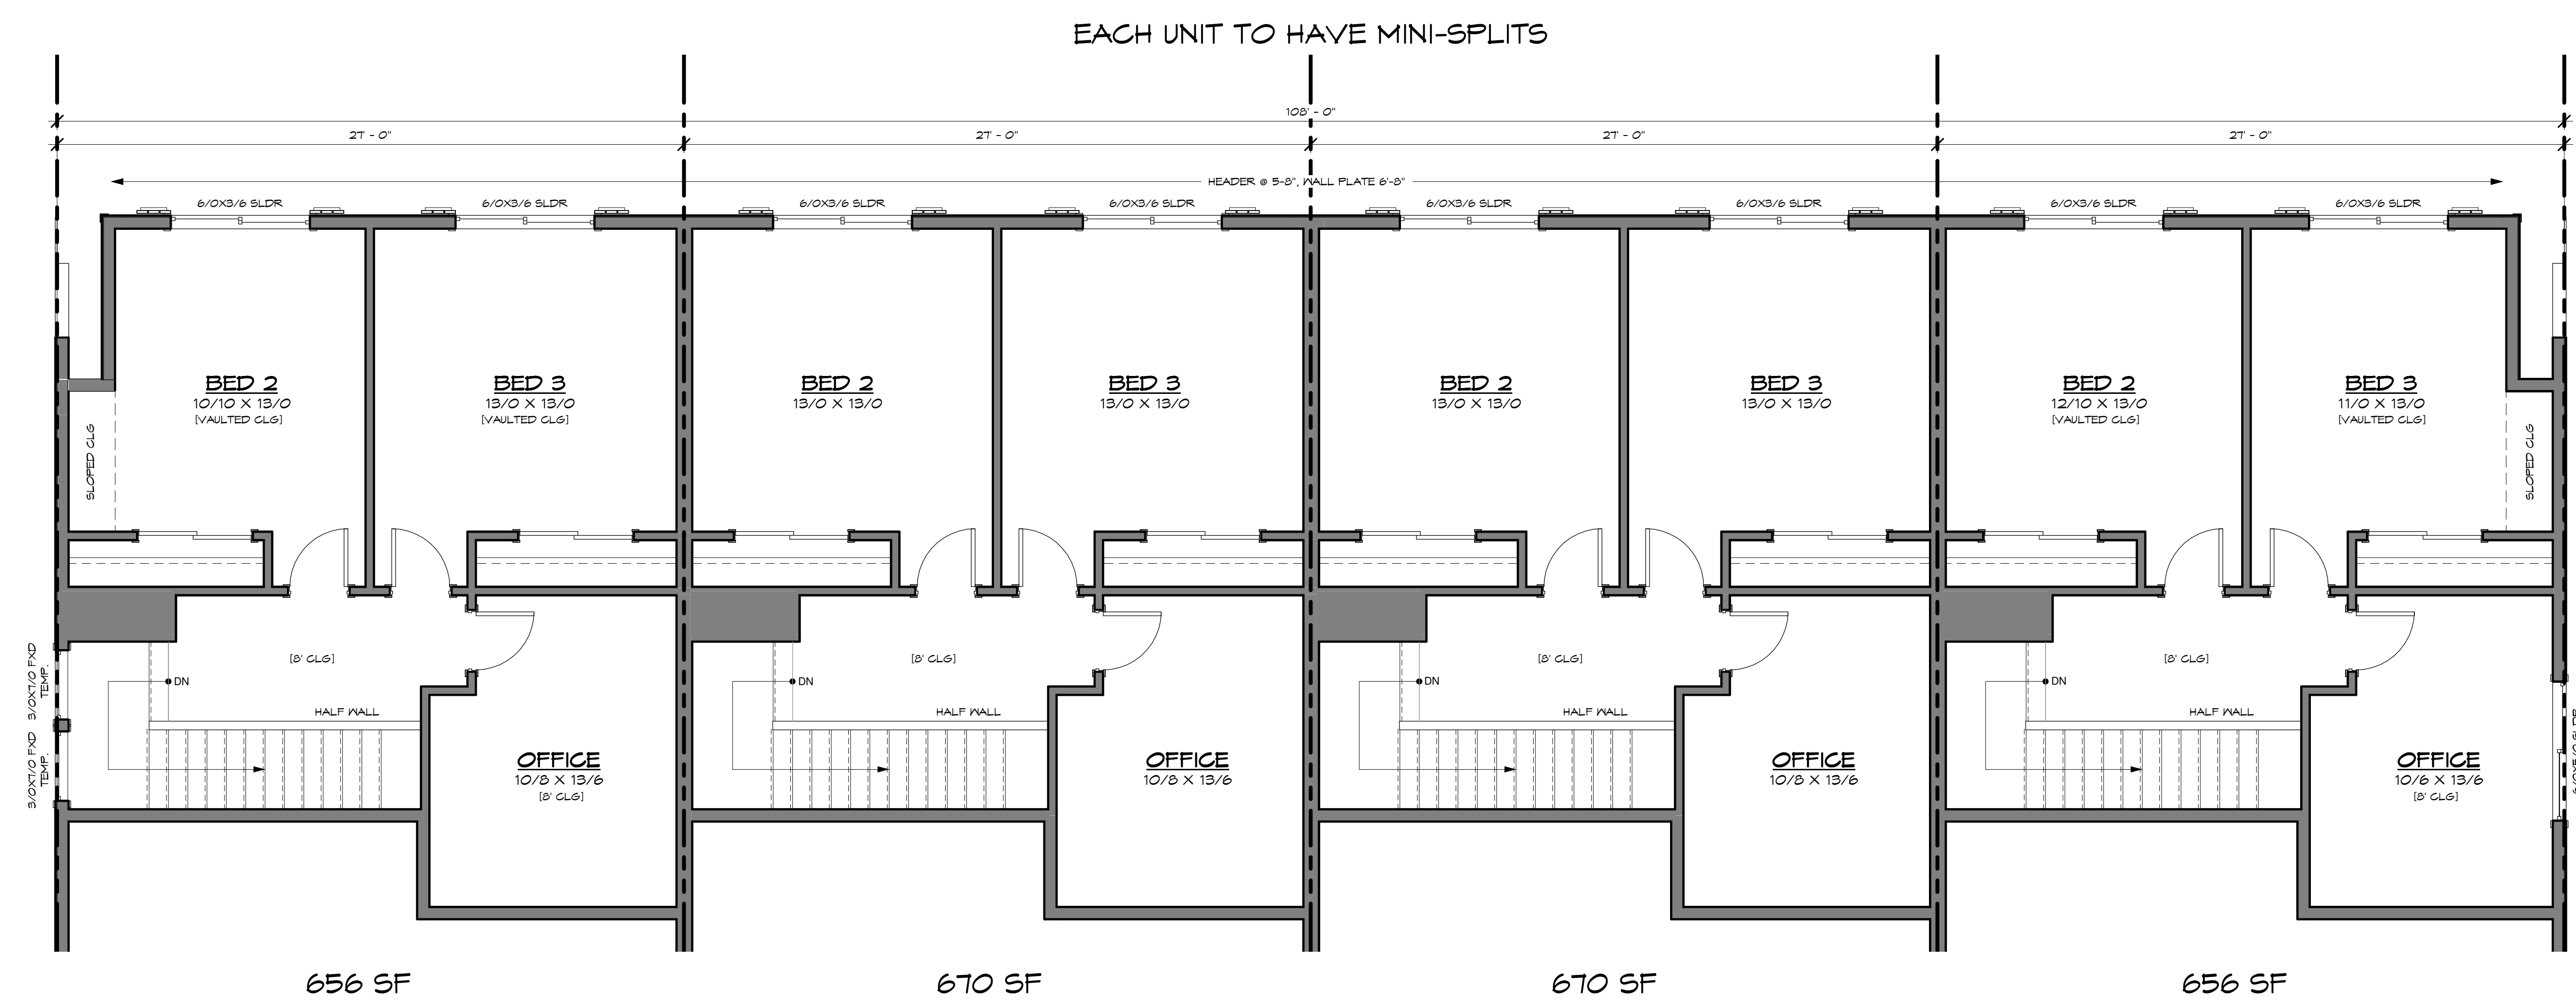 EACH UNIT TO HAVE MINI-SPLITS
108' - 0"
27' - 0"
27' - 0"
27' - 0"
27' - 0"
HEADER @ 5-8", WALL PLATE 6'-8"
6/0X3/6 SLDR
6/0X3/6 SLDR
6/0X3/6 SLDR
6/0X3/6 SLDR
6/0X3/6 SLDR
6/0X3/6 SLDR
6/0X3/6 SLDR
6/0X3/6 SLDR
BED 2
10/10 X 13/0
[VAULTED CLG]
BED 3
13/0 X 13/0
[VAULTED CLG]
BED 2
13/0 X 13/0
BED 3
13/0 X 13/0
BED 2
13/0 X 13/0
BED 3
13/0 X 13/0
BED 2
12/10 X 13/0
[VAULTED CLG]
BED 3
11/0 X 13/0
[VAULTED CLG]
SLOPED CLG
SLOPED CLG
[8' CLG]
[8' CLG]
[8' CLG]
[8' CLG]
DN
DN
DN
DN
HALF WALL
HALF WALL
HALF WALL
HALF WALL
3/0X7/0 FXD
TEMP.
3/0X7/0 FXD
TEMP.
OFFICE
10/8 X 13/6
[8' CLG]
OFFICE
10/8 X 13/6
OFFICE
10/8 X 13/6
OFFICE
10/6 X 13/6
[8' CLG]
656 SF
670 SF
670 SF
656 SF